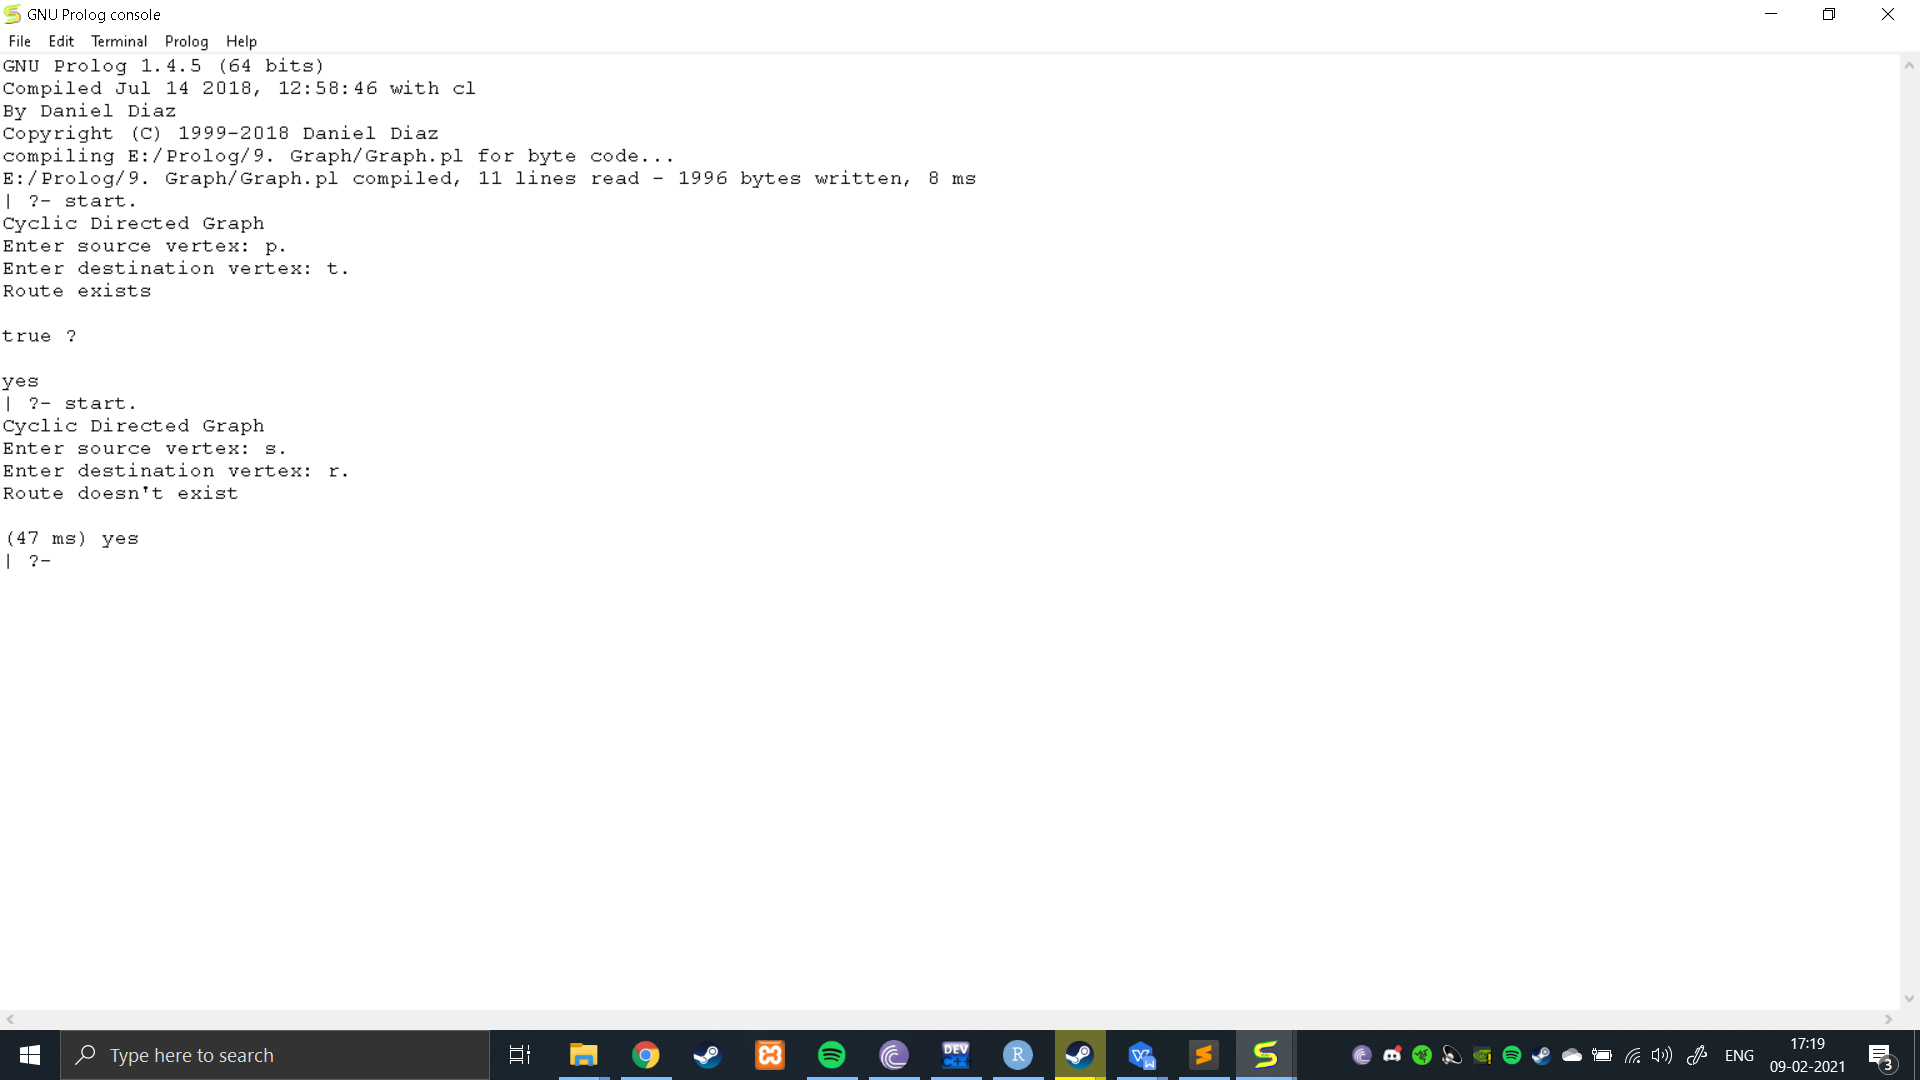 GNU Prolog console
File Edit Terminal Prolog Help
GNU Prolog 1.4.5 (64 bits)
Compiled Jul 14 2018, 12:58:46 with cl
By Daniel Diaz
Copyright (C) 1999-2018 Daniel Diaz
compiling E:/Prolog/9. Graph/Graph.pl for byte code...
E:/Prolog/9. Graph/Graph.pl compiled, 11 lines read - 1996 bytes written, 8 ms
| ?- start.
Cyclic Directed Graph
Enter source vertex: p.
Enter destination vertex: t.
Route exists
true ?
yes
| ?- start.
Cyclic Directed Graph
Enter source vertex: s.
Enter destination vertex: r.
Route doesn't exist
(47 ms) yes
| ?-
Type here to search
DEV
C++
R
W
ENG
17:19
09-02-2021
3